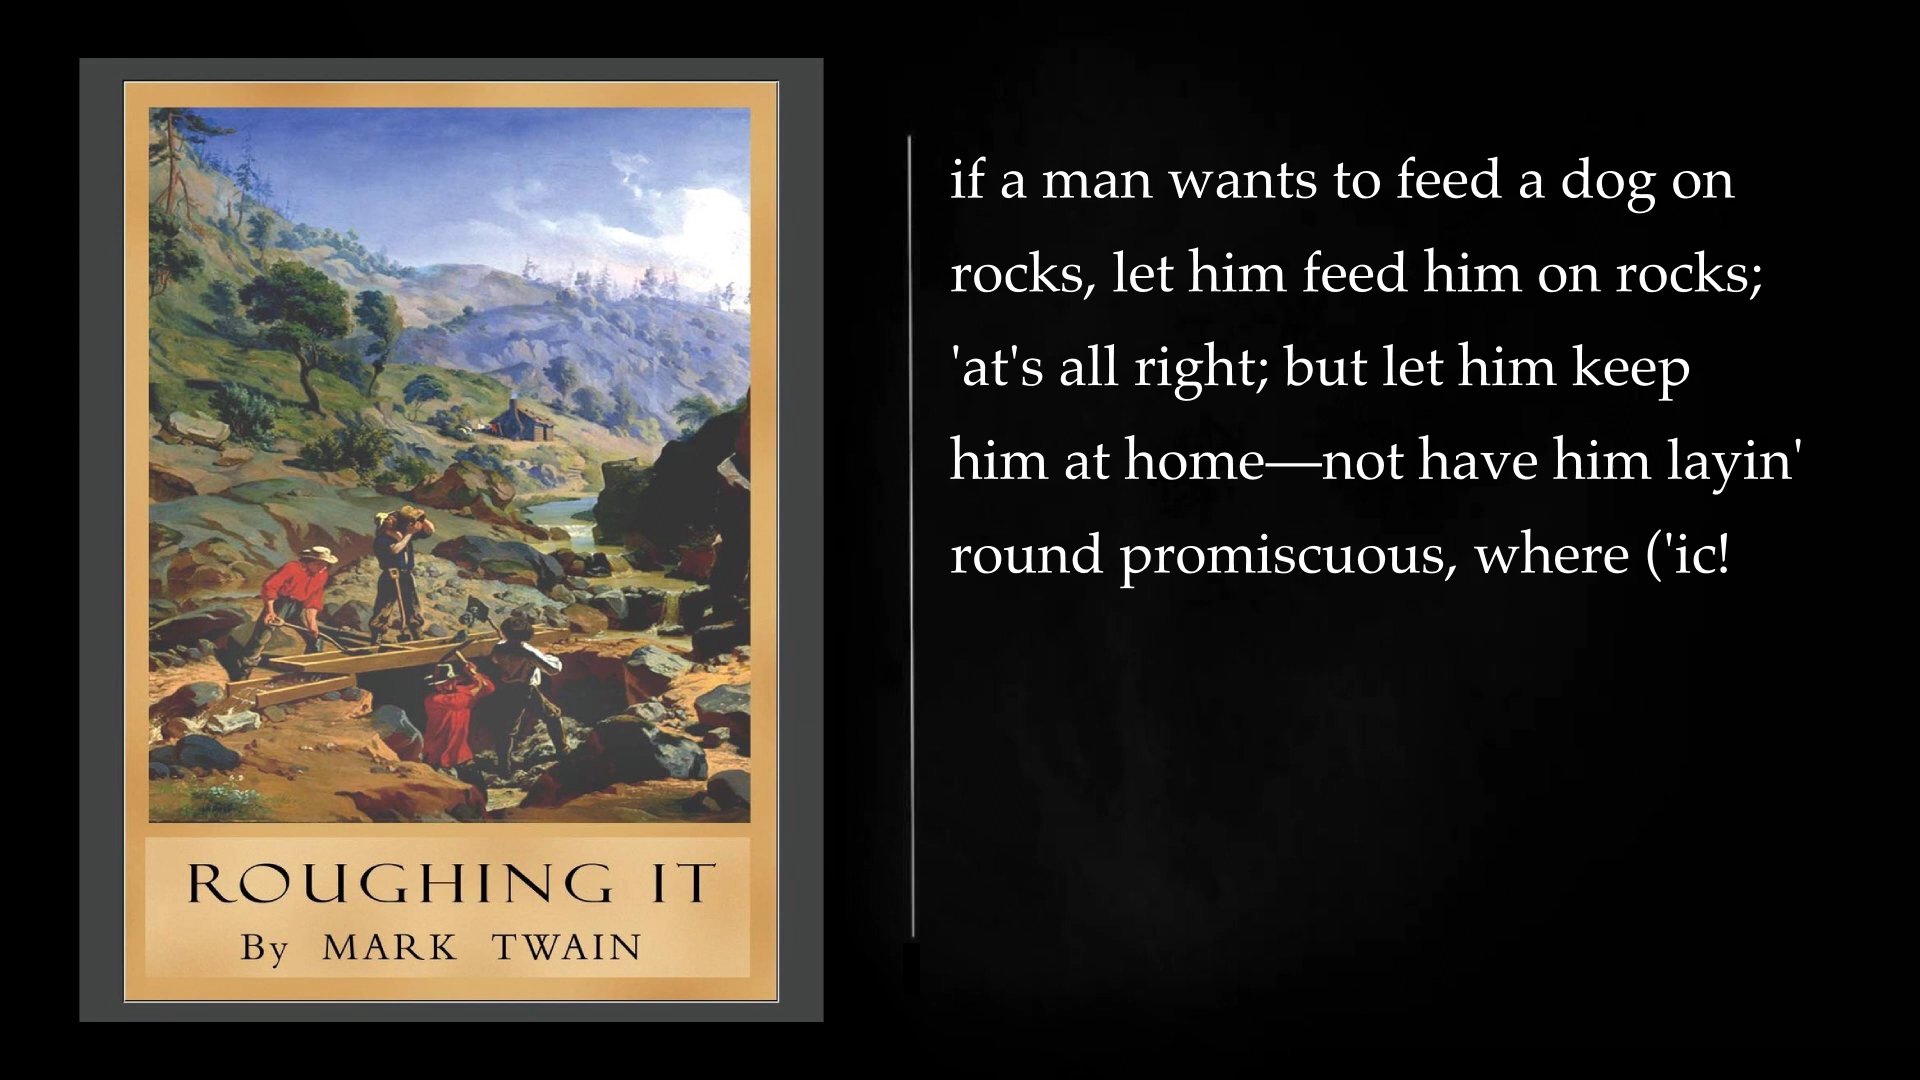 ROUGHING IT
By MARK TWAIN
if a man wants to feed a dog on
rocks, let him feed him on rocks;
'at's all right; but let him keep
him at home—not have him layin'
round promiscuous, where ('ic!